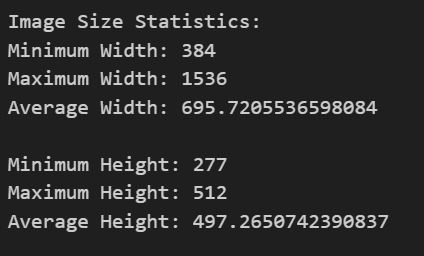 Image Size Statistics:
Minimum Width: 384
Maximum Width: 1536
Average Width: 695.7205536598084
Minimum Height: 277
Maximum Height: 512
Average Height: 497.2650742390837